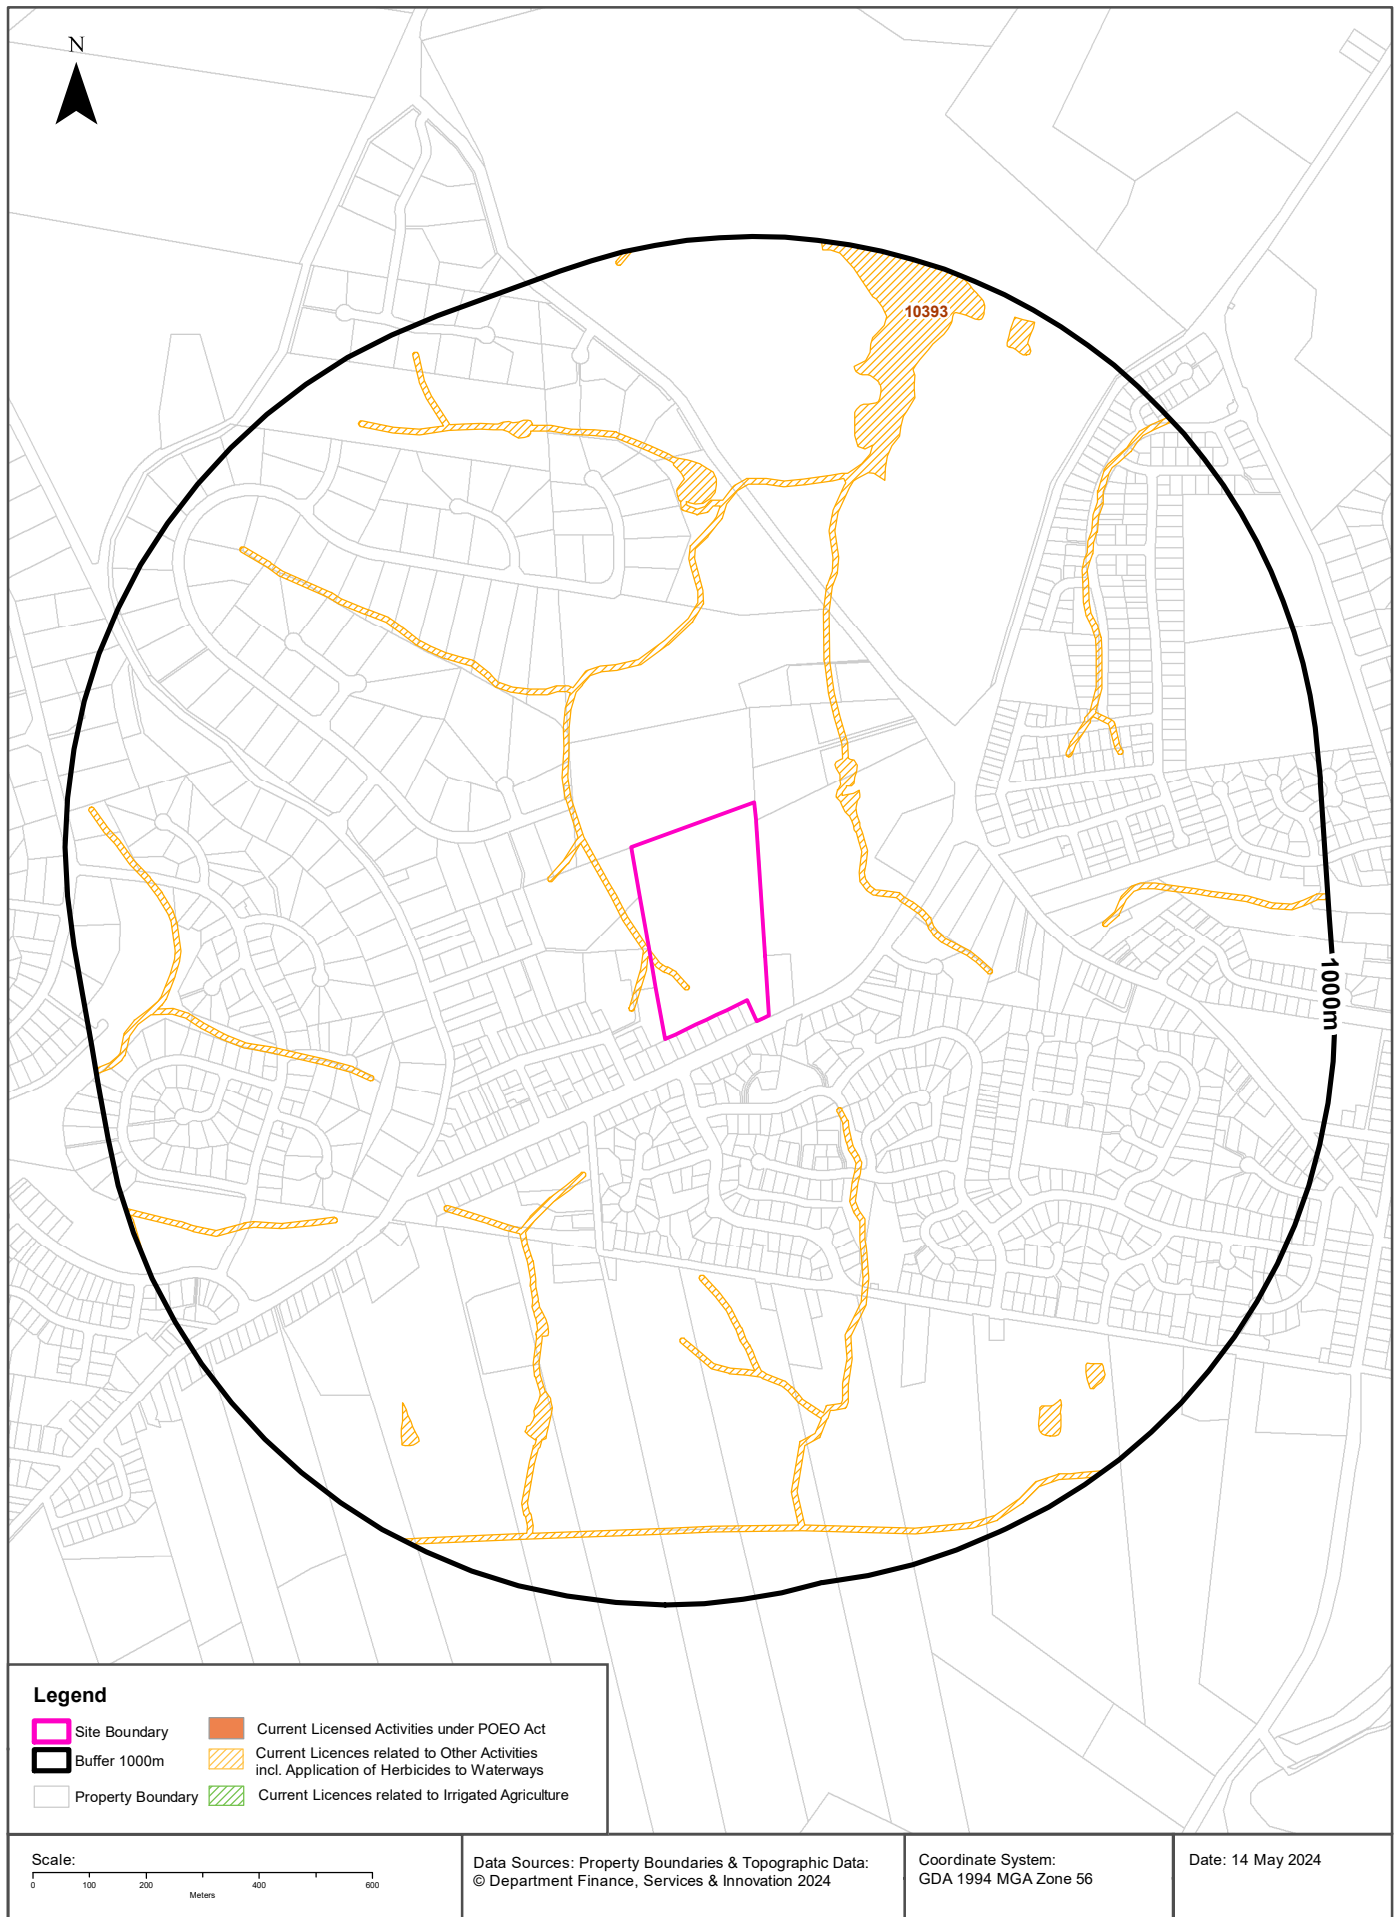 N
10393
1000m
Legend
Site Boundary
Buffer 1000m
Property Boundary
Current Licensed Activities under POEO Act
Current Licences related to Other Activities
incl. Application of Herbicides to Waterways
Current Licences related to Irrigated Agriculture
Scale:
0 100 200 400 600
Meters
Data Sources: Property Boundaries & Topographic Data:
© Department Finance, Services & Innovation 2024
Coordinate System:
GDA 1994 MGA Zone 56
Date: 14 May 2024